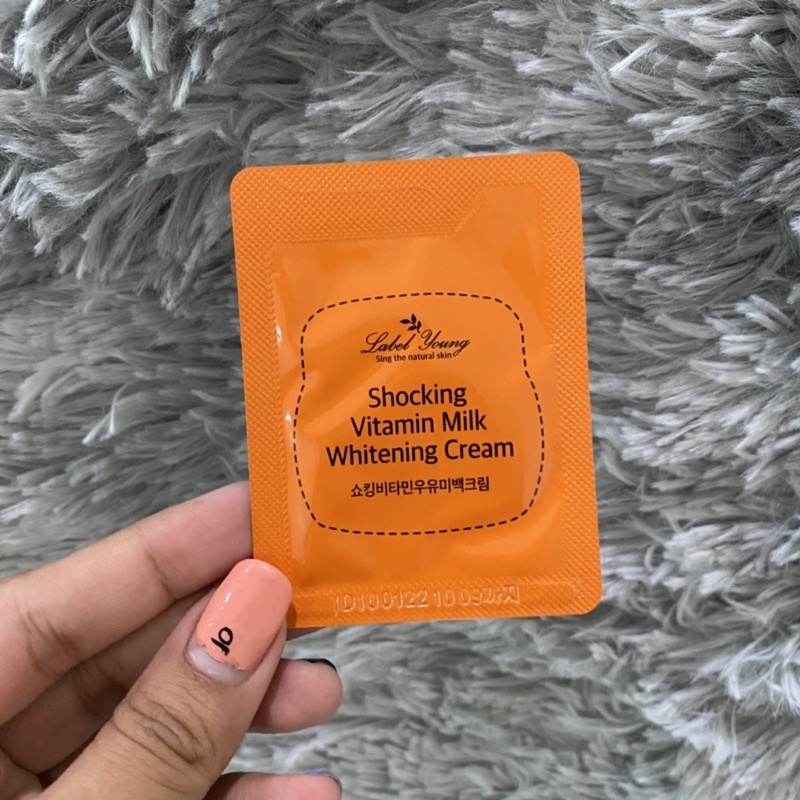 Label Young
Sing the natural skin
Shocking
Vitamin Milk
Whitening Cream
쇼킹비타민우유미백크림